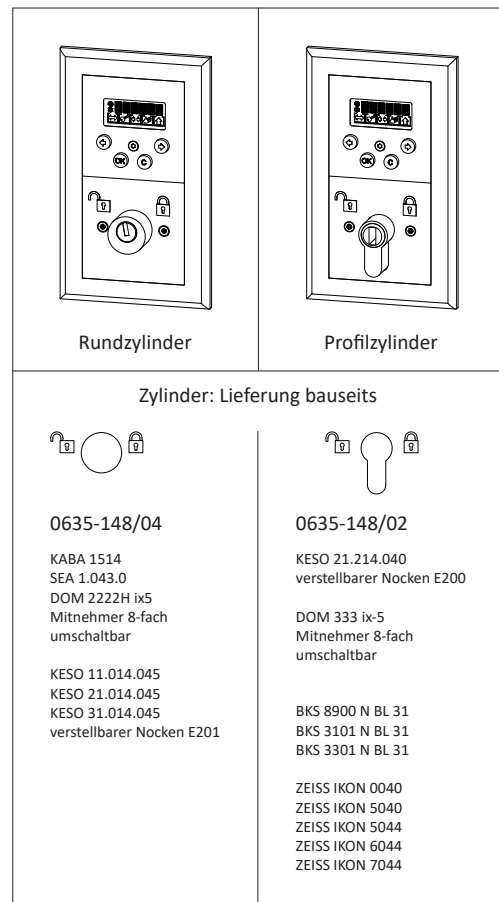 OK
C
OK
C
Rundzylinder
Profilzylinder
Zylinder: Lieferung bauseits
0635-148/04
KABA 1514
SEA 1.043.0
DOM 2222H ix5
Mitnehmer 8-fach
umschaltbar
KESO 11.014.045
KESO 21.014.045
KESO 31.014.045
verstellbarer Nocken E201
0635-148/02
KESO 21.214.040
verstellbarer Nocken E200
DOM 333 ix-5
Mitnehmer 8-fach
umschaltbar
BKS 8900 N BL 31
BKS 3101 N BL 31
BKS 3301 N BL 31
ZEISS IKON 0040
ZEISS IKON 5040
ZEISS IKON 5044
ZEISS IKON 6044
ZEISS IKON 7044